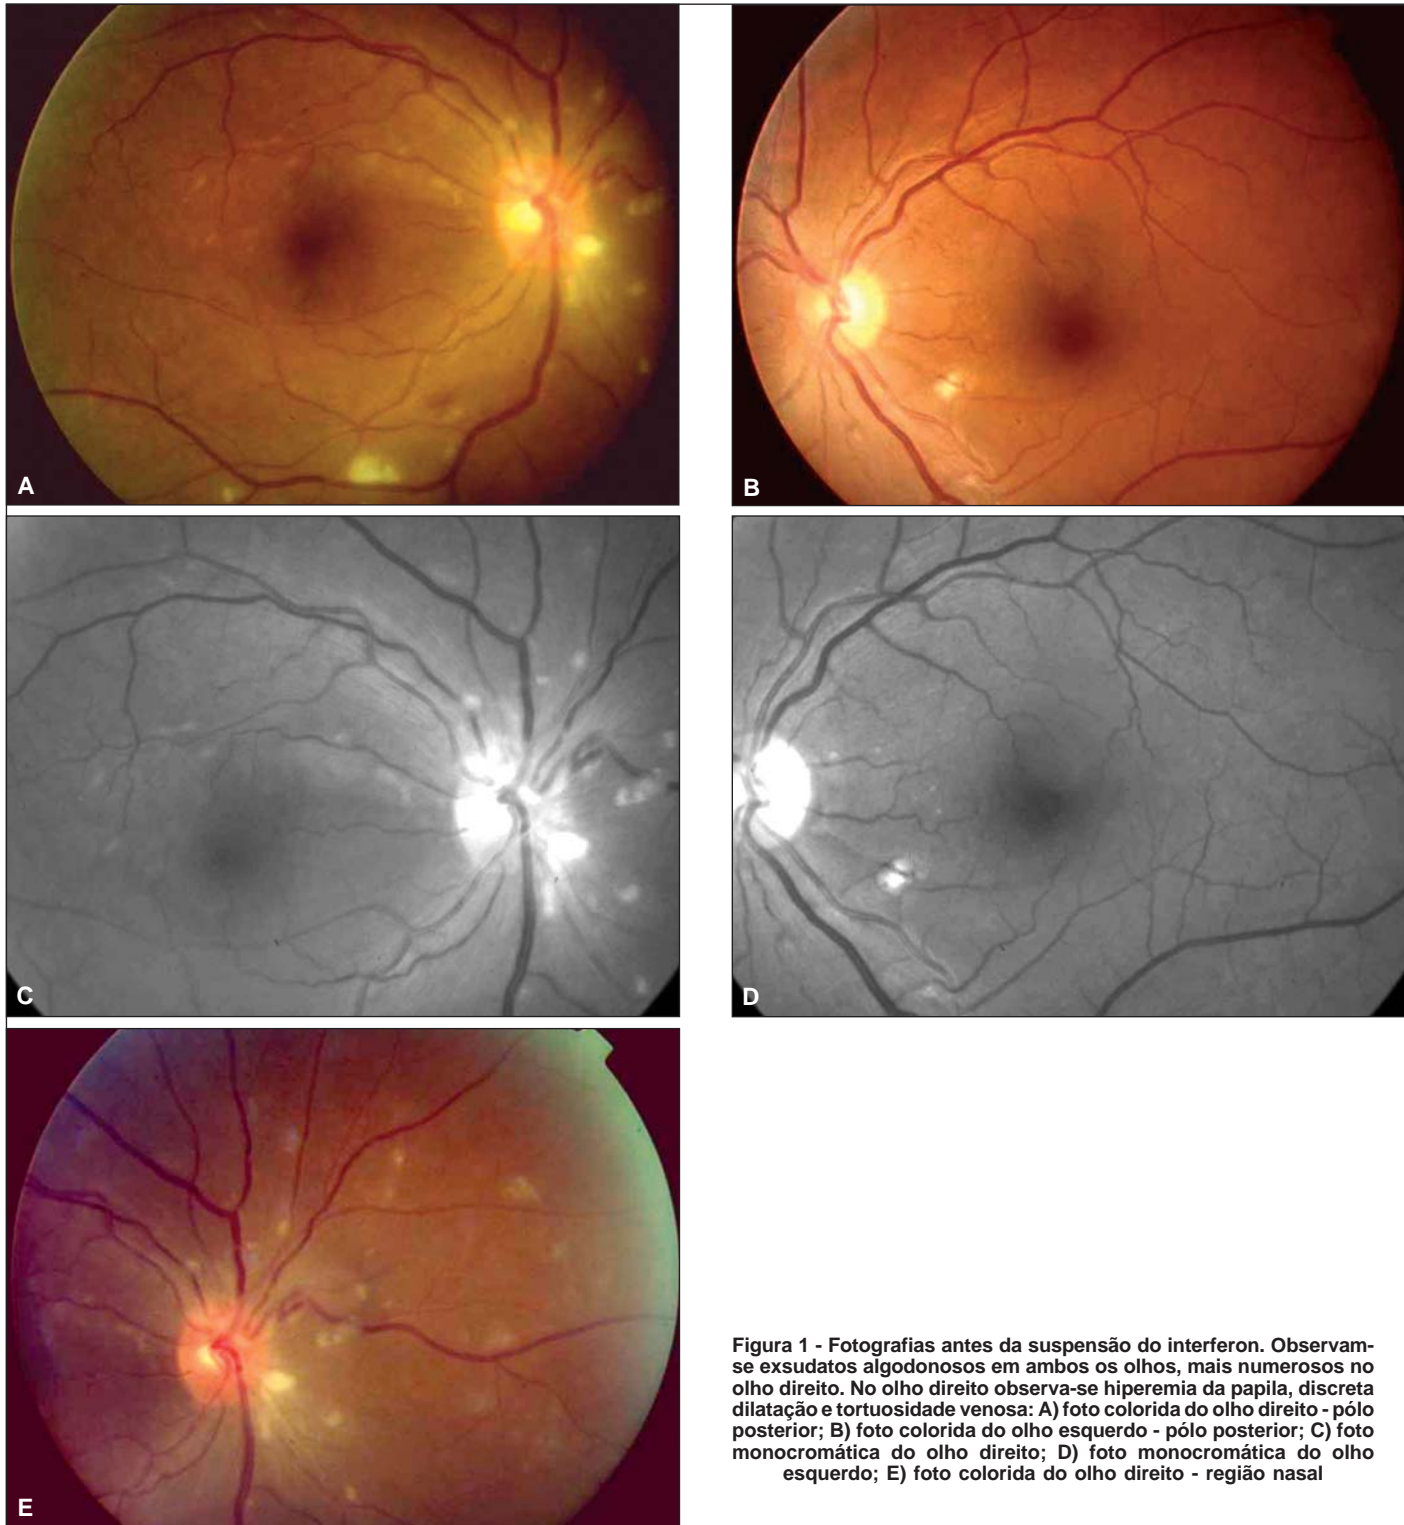 A
B
C
D
E
Figura 1 - Fotografias antes da suspensão do interferon. Observam-
se exsudatos algodonosos em ambos os olhos, mais numerosos no
olho direito. No olho direito observa-se hiperemia da papila, discreta
dilatação e tortuosidade venosa: A) foto colorida do olho direito - pólo
posterior; B) foto colorida do olho esquerdo - pólo posterior; C) foto
monocromática do olho direito; D) foto monocromática do olho
esquerdo; E) foto colorida do olho direito - região nasal